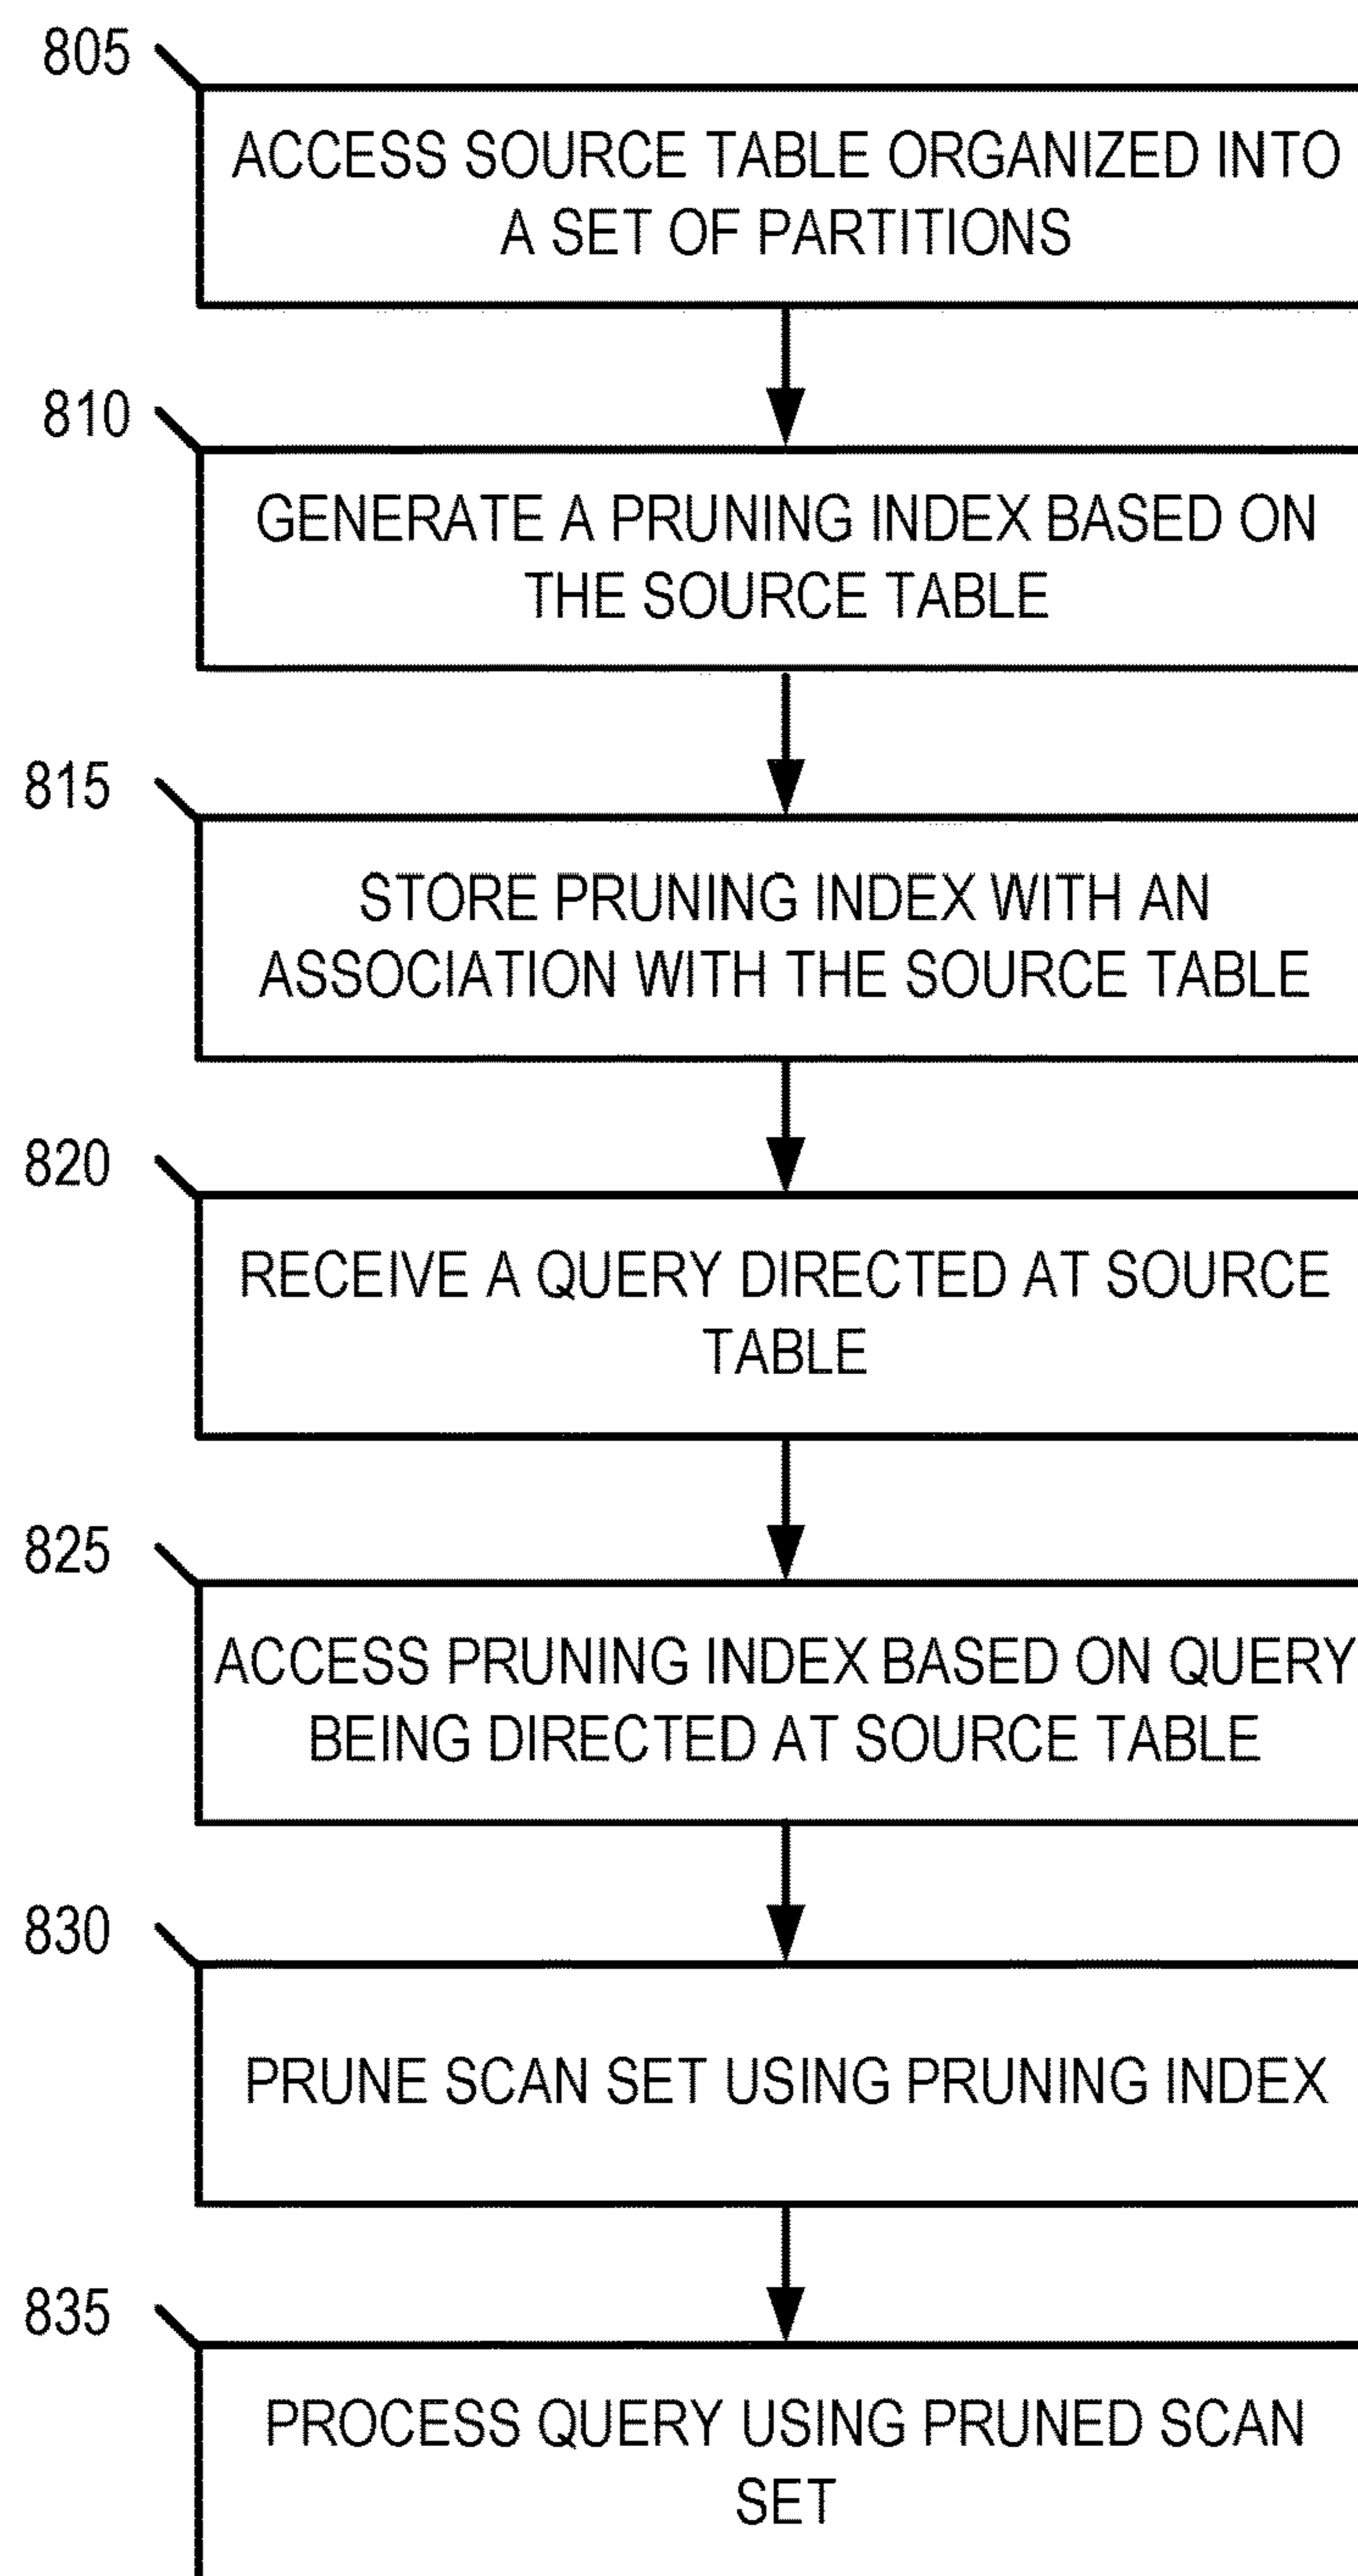 805
ACCESS SOURCE TABLE ORGANIZED INTO
A SET OF PARTITIONS
810
GENERATE A PRUNING INDEX BASED ON
THE SOURCE TABLE
815
STORE PRUNING INDEX WITH AN
ASSOCIATION WITH THE SOURCE TABLE
820
RECEIVE A QUERY DIRECTED AT SOURCE
TABLE
825
ACCESS PRUNING INDEX BASED ON QUERY
BEING DIRECTED AT SOURCE TABLE
830
PRUNE SCAN SET USING PRUNING INDEX
835
PROCESS QUERY USING PRUNED SCAN
SET